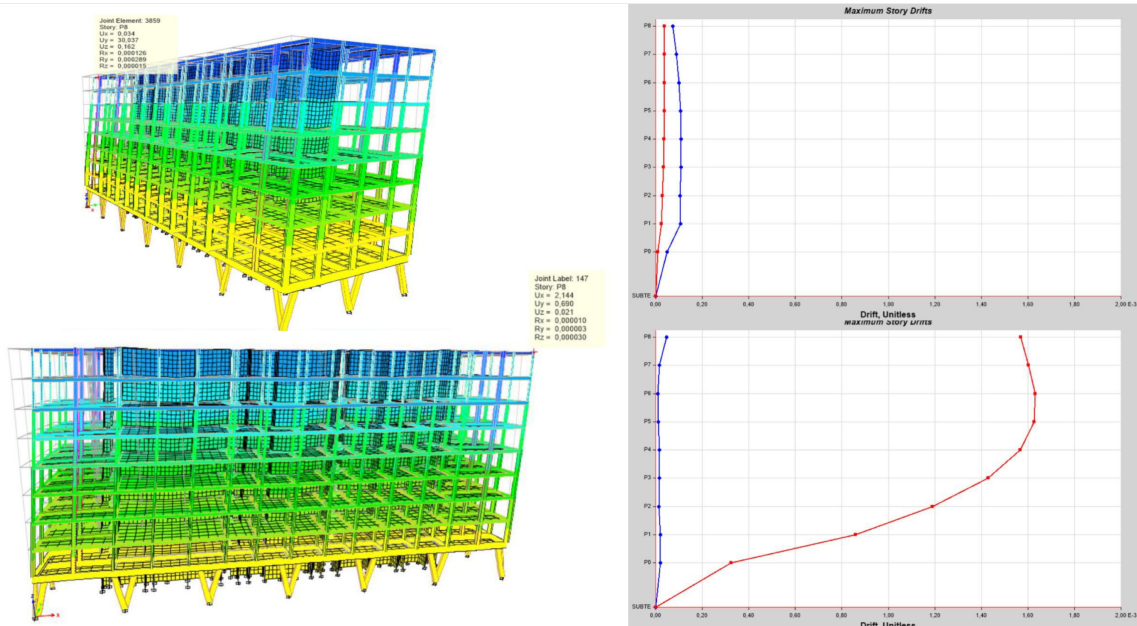 Joint Element: 3859
Story: P8
Ux = 0,034
Uy = 30,037
Uz = 0,162
Rx = 0,000126
Ry = 0,000289
Rz = 0,000015
Joint Label: 147
Story: P8
Ux = 2,144
Uy = 0,690
Uz = 0,021
Rx = 0,000010
Ry = 0,000003
Rz = 0,000030
X
Maximum Story Drifts
P8
P7
P6
P5
P4
P3
P2
P1
P0
SUBTE
0,00 0,20 0,40 0,60 0,80 1,00 1,20 1,40 1,60 1,80 2,00 E-3
Drift, Unitless
Maximum Story Drifts
P8
P7
P6
P5
P4
P3
P2
P1
P0
SUBTE
0,00 0,20 0,40 0,60 0,80 1,00 1,20 1,40 1,60 1,80 2,00 E-3
Drift, Unitless